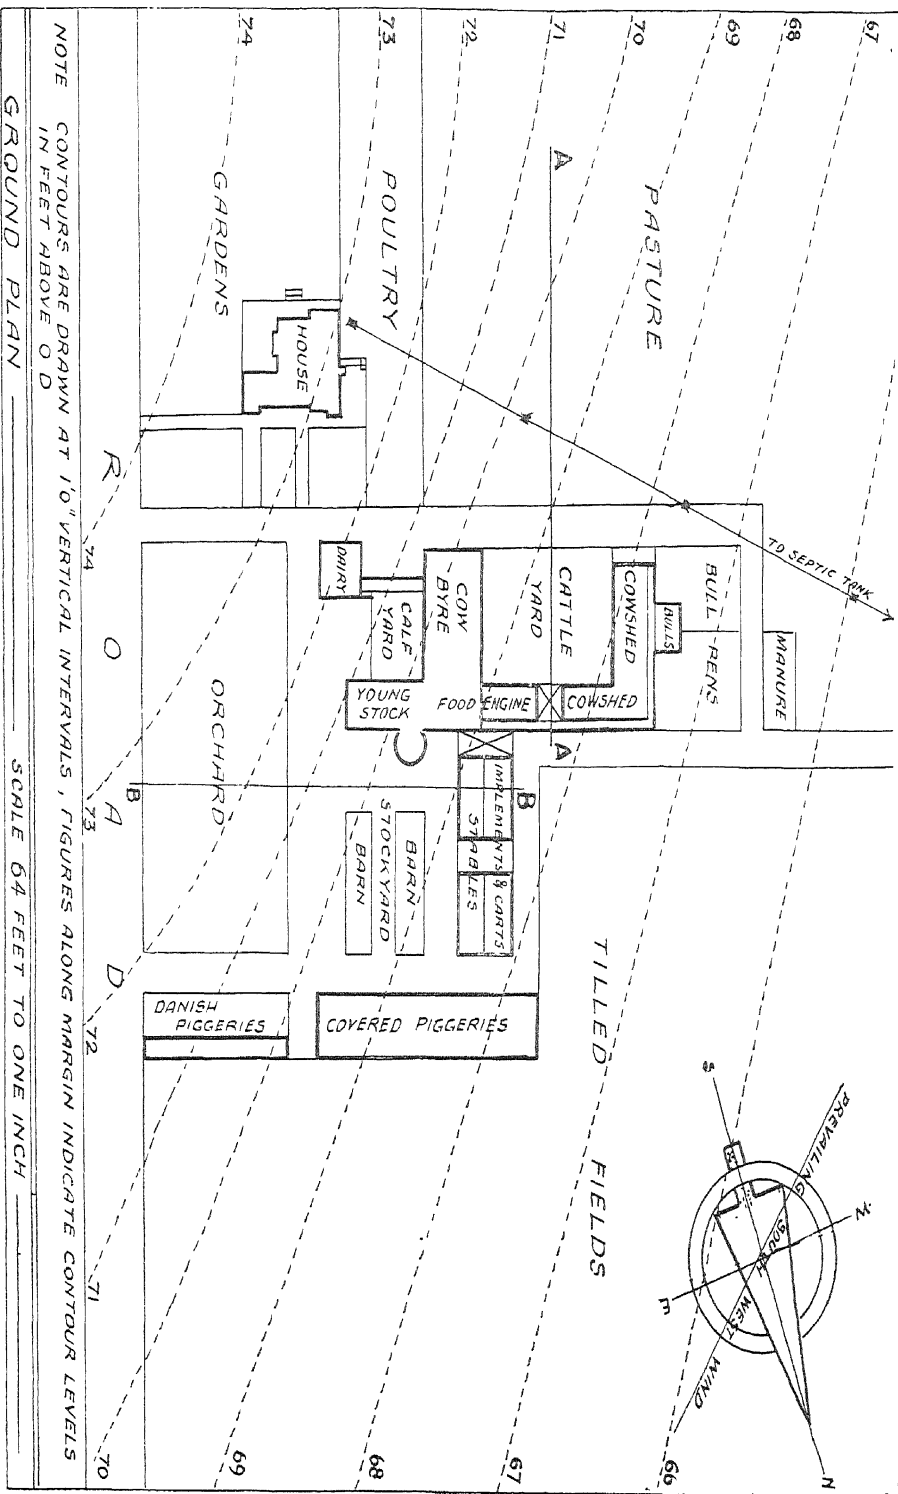 67
68
69
70
71
72
73
74
A
PASTURE
POULTRY
GARDENS
HOUSE
TO SEPTIC TANK
MANURE
BULL PENS
BULLS
COWSHED
COWSHED
CATTLE
YARD
COW
BYRE
ENGINE
FOOD
DAIRY
CALF
YARD
YOUNG
STOCK
A
ORCHARD
B
B
IMPLEMENTS & CARTS
STABLES
STOCKYARD
BARN
BARN
DANISH
PIGGERIES
COVERED PIGGERIES
TILLED FIELDS
PREVAILING SOUTH WEST WIND
S
W
E
N
ROAD
74
73
72
71
70
69
68
67
66
NOTE CONTOURS ARE DRAWN AT 1'0" VERTICAL INTERVALS, FIGURES ALONG MARGIN INDICATE CONTOUR LEVELS
IN FEET ABOVE O D
GROUND PLAN SCALE 64 FEET TO ONE INCH